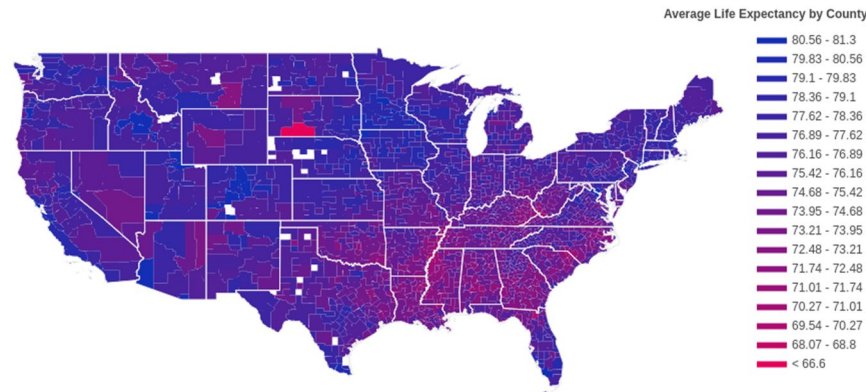 Average Life Expectancy by County
80.56 - 81.3
79.83 - 80.56
79.1 - 79.83
78.36 - 79.1
77.62 - 78.36
76.89 - 77.62
76.16 - 76.89
75.42 - 76.16
74.68 - 75.42
73.95 - 74.68
73.21 - 73.95
72.48 - 73.21
71.74 - 72.48
71.01 - 71.74
70.27 - 71.01
69.54 - 70.27
68.07 - 68.8
< 66.6